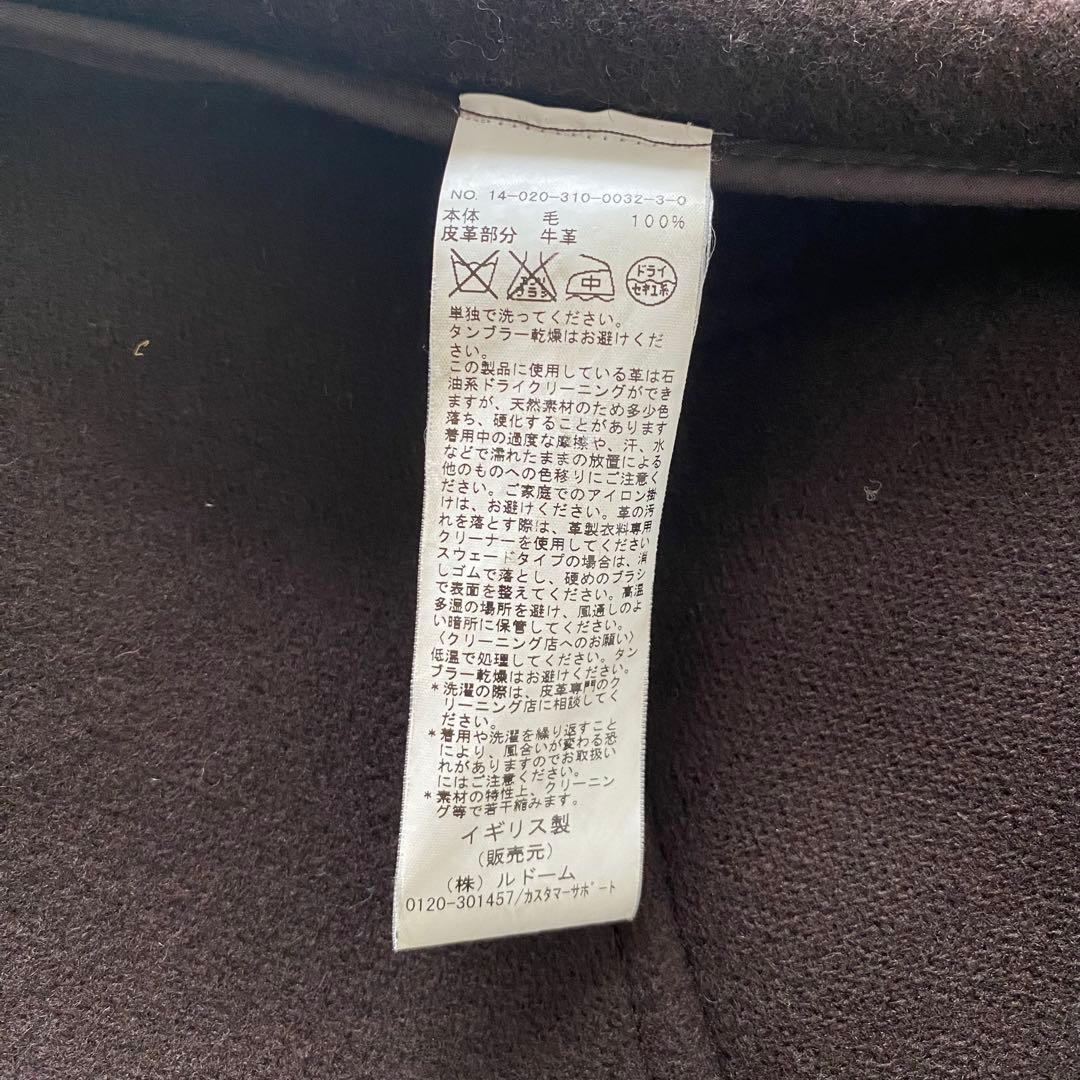 NO. 14-020-310-0032-3-0
本体 毛 100%
皮革部分 牛革
エンソ サラシ 中 ドライ セキユ系
単独で洗ってください。
タンブラー乾燥はお避けくだ
さい。
この製品に使用している革は石
油系ドライクリーニングができ
ますが、天然素材のため多少色
落ち、硬化することがあります
着用中の過度な摩擦や、汗、水
などで濡れたままの放置による
他のものへの色移りにご注意く
ださい。ご家庭でのアイロン掛
けは、お避けください。革の汚
れを落とす際は、革製衣料専用
クリーナーを使用してください
スウェードタイプの場合は、消
しゴムで落とし、硬めのブラシ
で表面を整えてください。高温
多湿の場所を避け、風通しのよ
い暗所に保管してください。
〈クリーニング店へのお願い〉
低温で処理してください。タン
ブラー乾燥はお避けください。
*洗濯の際は、皮革専門のク
リーニング店に相談してく
ださい。
*着用や洗濯を繰り返すこと
により、風合いが変わる恐
れがありますのでお取扱い
にはご注意ください。
*素材の特性上、クリーニン
グ等で若干縮みます。
イギリス製
(販売元)
(株)ルドーム
0120-301457/カスタマーサポート